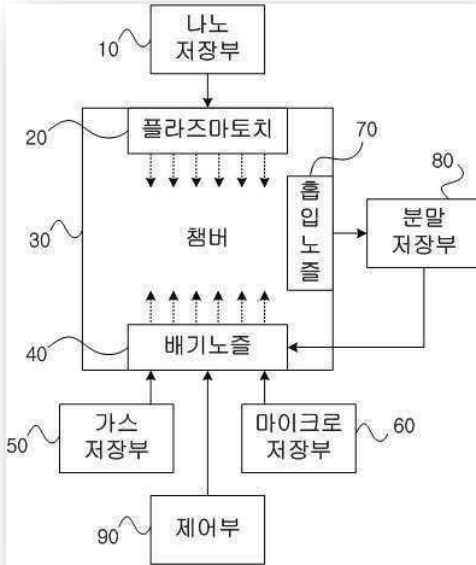 나노
저장부
10
플라즈마토치
20
70
80
흡입노즐
분말
저장부
30
챔버
40
배기노즐
가스
저장부
50
마이크로
저장부
60
제어부
90